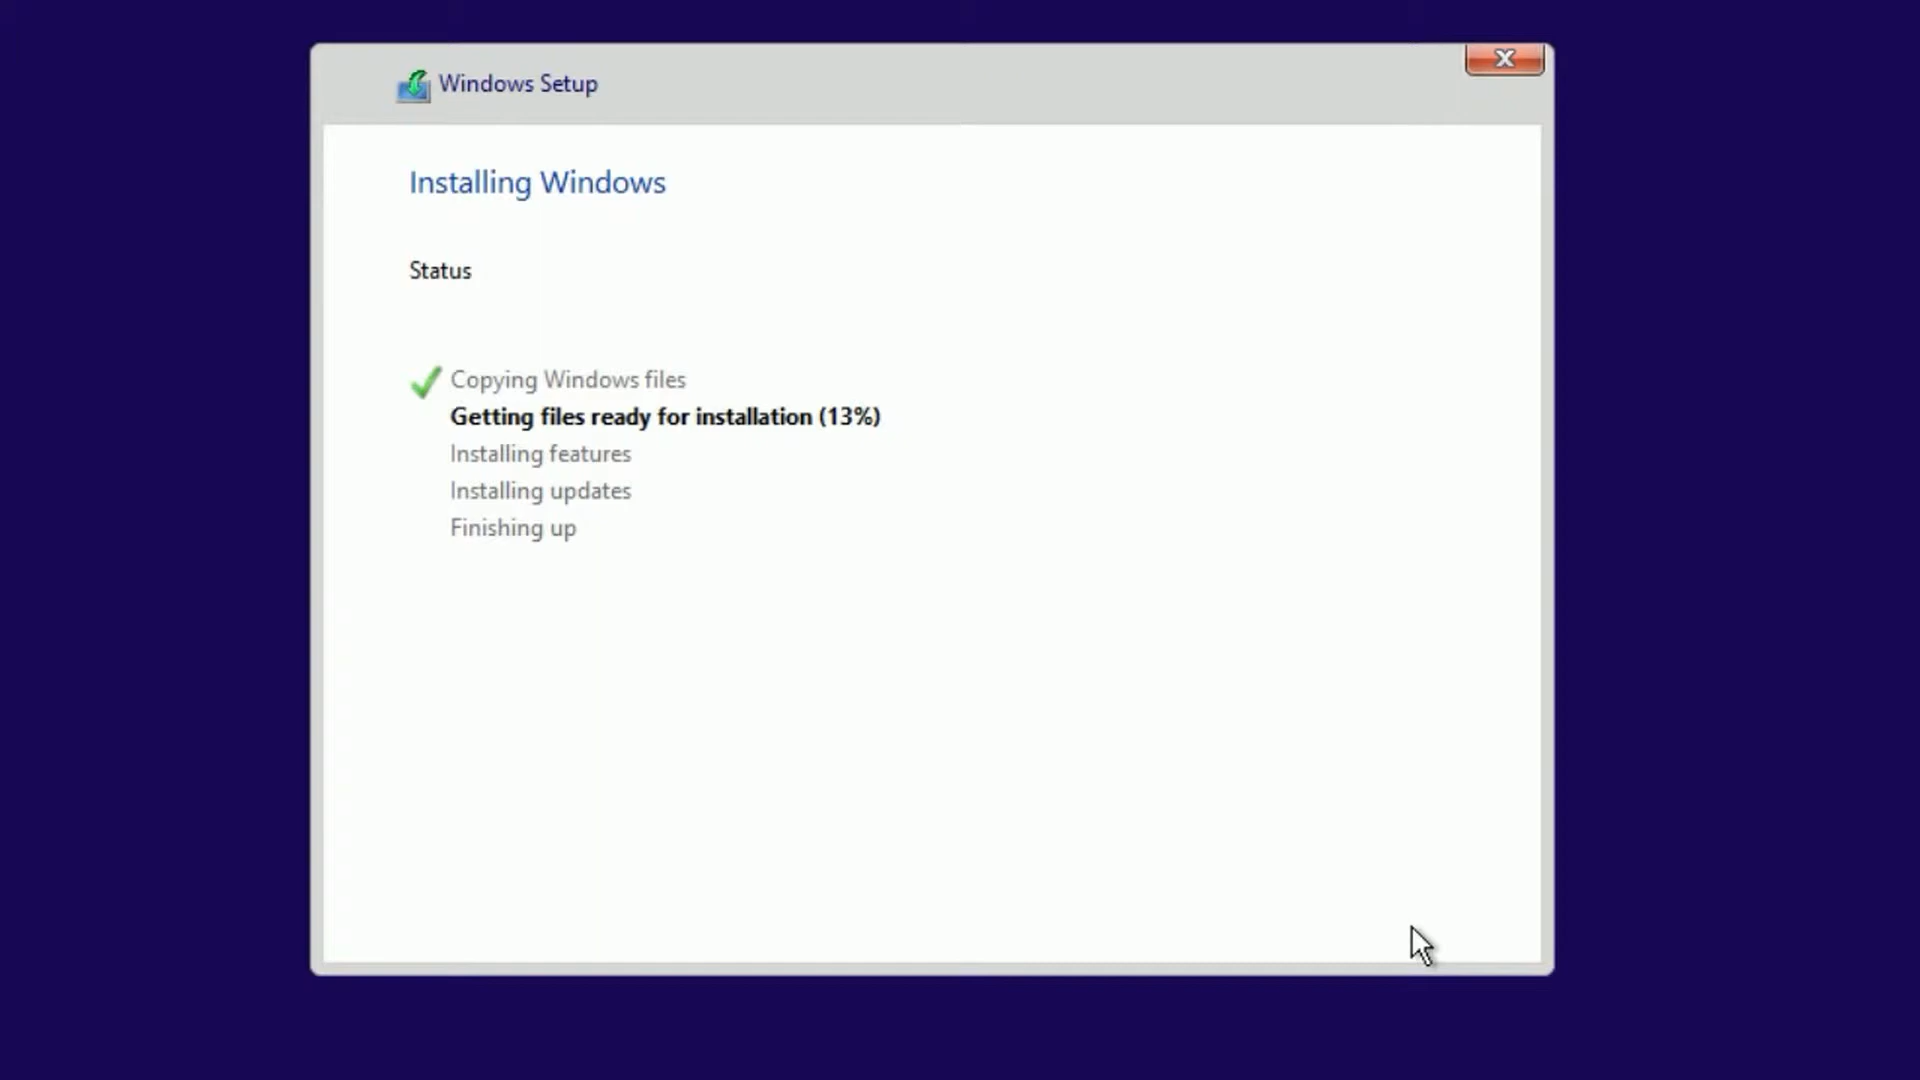 Windows Setup
Installing Windows
Status
Copying Windows files
Getting files ready for installation (13%)
Installing features
Installing updates
Finishing up